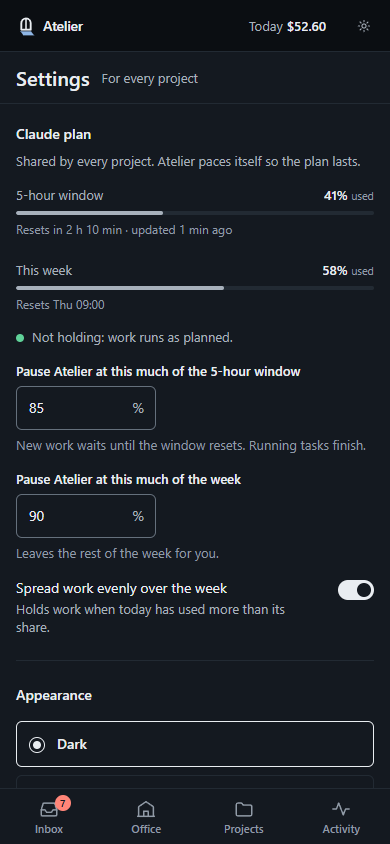 Atelier
Today $52.60
Settings For every project
Claude plan
Shared by every project. Atelier paces itself so the plan lasts.
5-hour window 41% used
Resets in 2 h 10 min · updated 1 min ago
This week 58% used
Resets Thu 09:00
Not holding: work runs as planned.
Pause Atelier at this much of the 5-hour window
85 %
New work waits until the window resets. Running tasks finish.
Pause Atelier at this much of the week
90 %
Leaves the rest of the week for you.
Spread work evenly over the week
Holds work when today has used more than its
share.
Appearance
Dark
7
Inbox Office Projects Activity